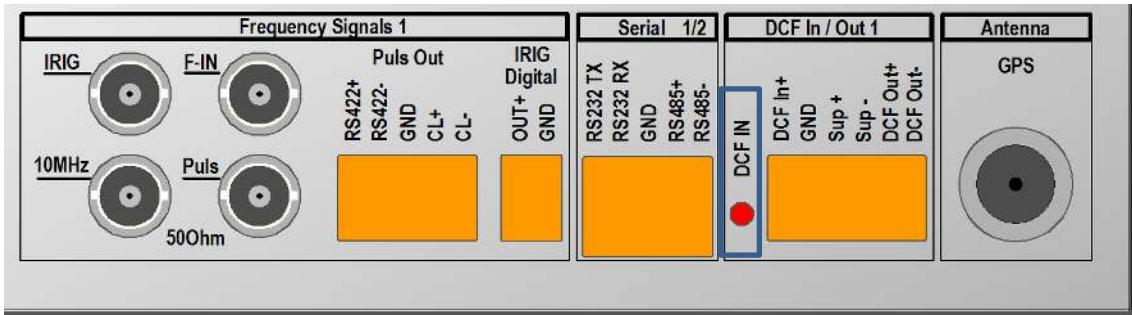 Frequency Signals 1
IRIG
F-IN
10MHz
Puls
50Ohm
Puls Out
RS422+
RS422-
GND
CL+
CL-
IRIG
Digital
OUT+
GND
Serial 1/2
RS232 TX
RS232 RX
GND
RS485+
RS485-
DCF In / Out 1
DCF IN
DCF In+
GND
Sup +
Sup -
DCF Out+
DCF Out-
Antenna
GPS